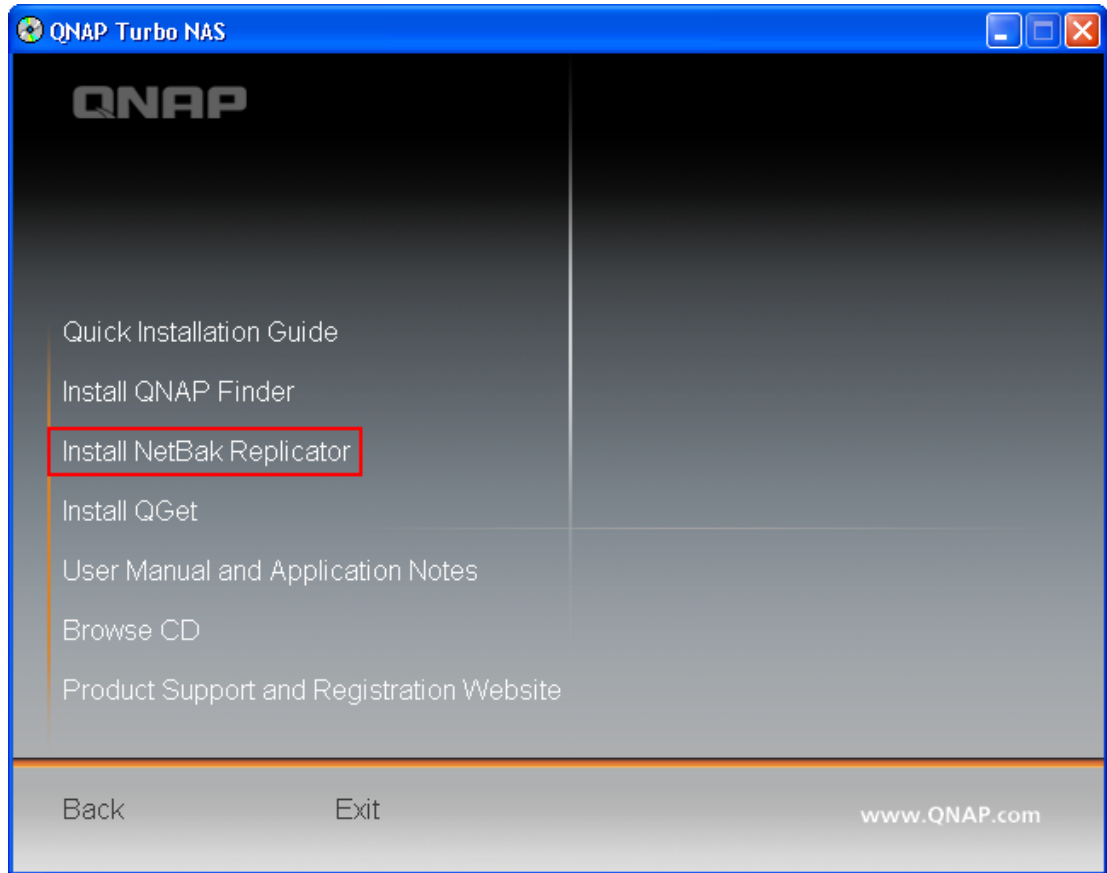 QNAP Turbo NAS
QNAP
Quick Installation Guide
Install QNAP Finder
Install NetBak Replicator
Install QGet
User Manual and Application Notes
Browse CD
Product Support and Registration Website
Back Exit www.QNAP.com